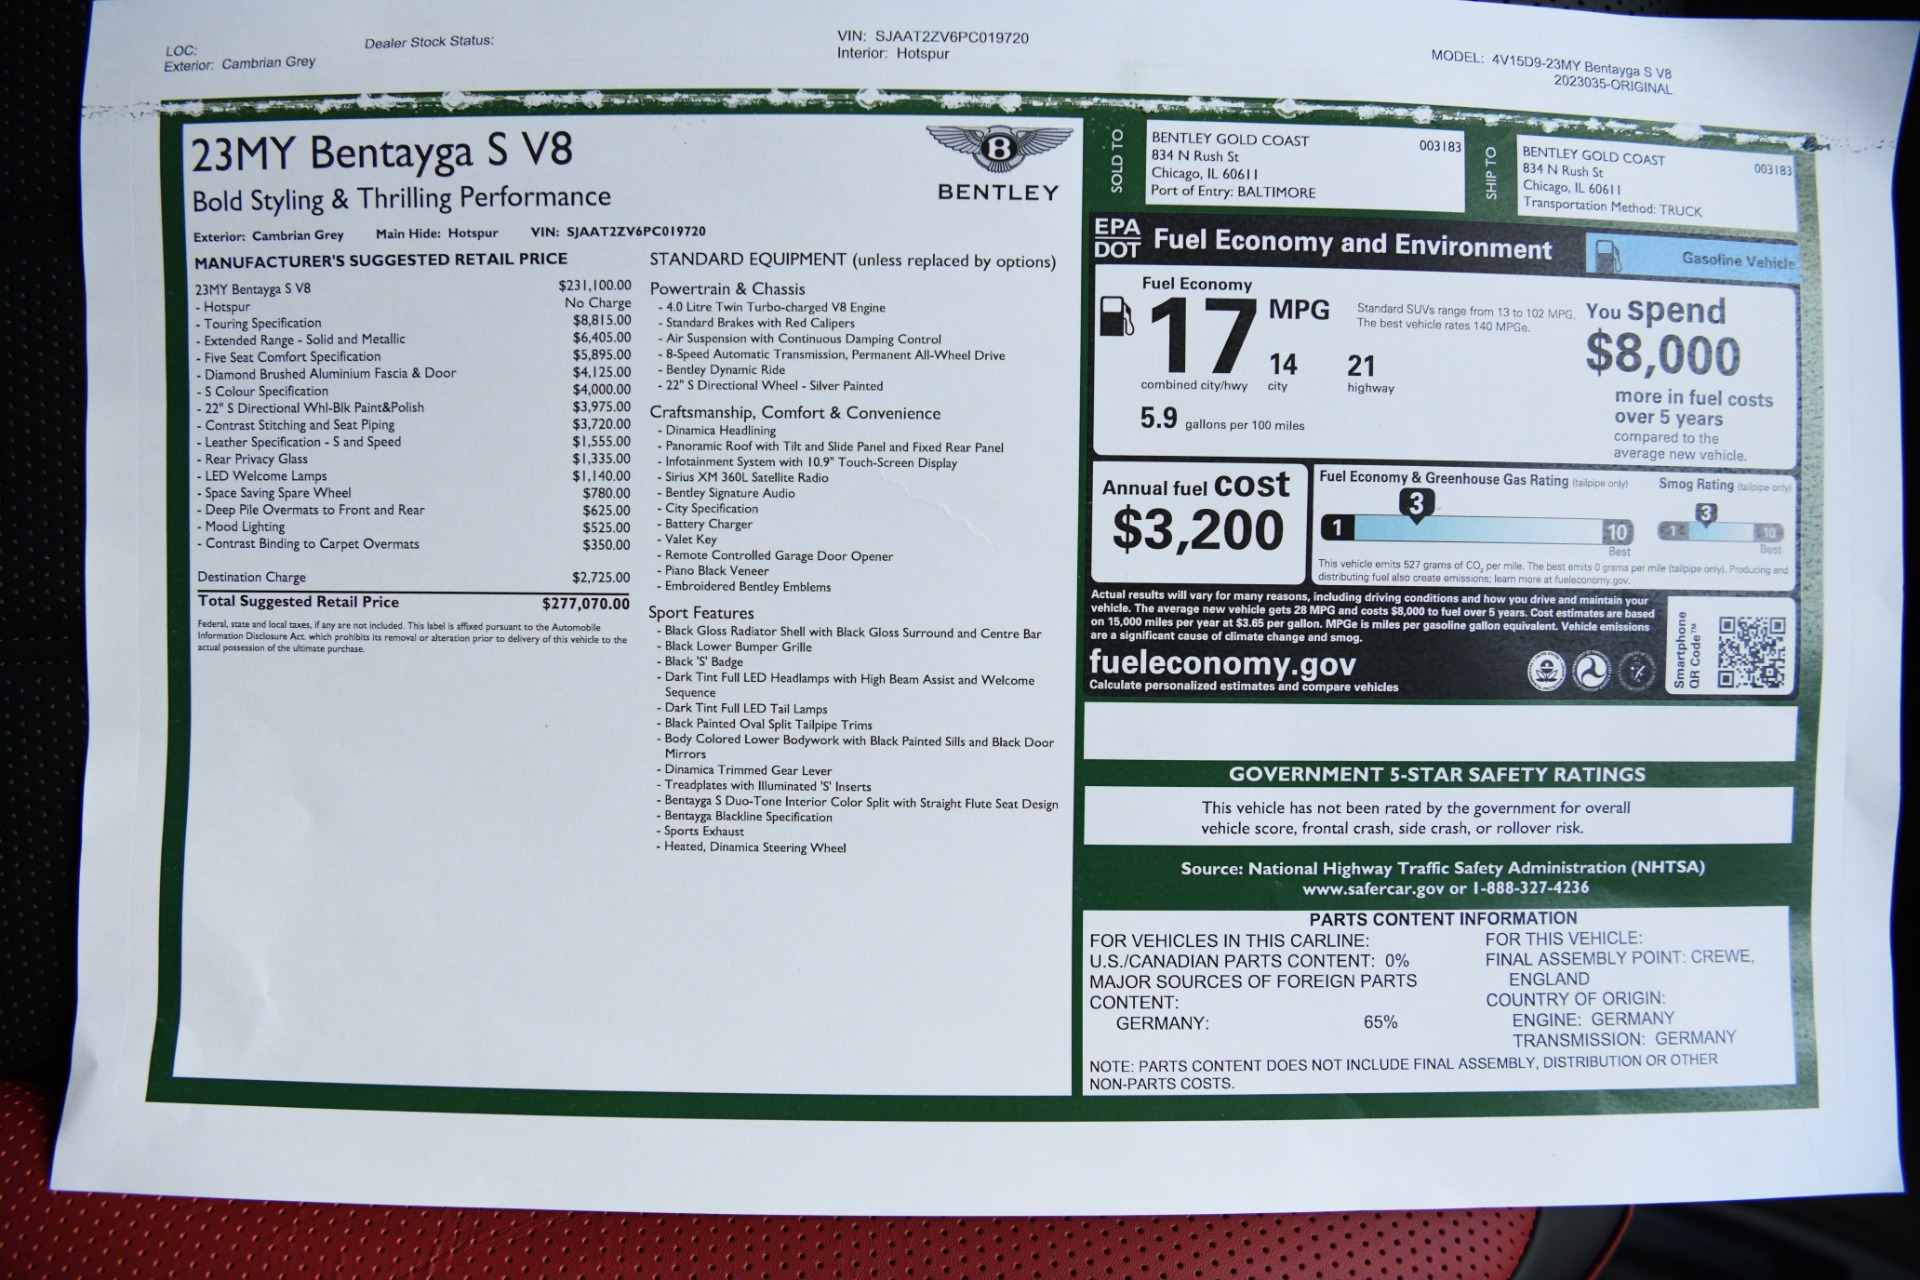 LOC:
Dealer Stock Status:
VIN: SJAAT2ZV6PC019720
Exterior: Cambrian Grey
Interior: Hotspur
MODEL: 4V15D9-23MY Bentayga S V8
2023035-ORIGINAL
23MY Bentayga S V8
Bold Styling & Thrilling Performance
B
BENTLEY
Exterior: Cambrian Grey Main Hide: Hotspur VIN: SJAAT2ZV6PC019720
MANUFACTURER'S SUGGESTED RETAIL PRICE
23MY Bentayga S V8 $231,100.00
- Hotspur No Charge
- Touring Specification $8,815.00
- Extended Range - Solid and Metallic $6,405.00
- Five Seat Comfort Specification $5,895.00
- Diamond Brushed Aluminium Fascia & Door $4,125.00
- S Colour Specification $4,000.00
- 22" S Directional Whl-Blk Paint&Polish $3,975.00
- Contrast Stitching and Seat Piping $3,720.00
- Leather Specification - S and Speed $1,555.00
- Rear Privacy Glass $1,335.00
- LED Welcome Lamps $1,140.00
- Space Saving Spare Wheel $780.00
- Deep Pile Overmats to Front and Rear $625.00
- Mood Lighting $525.00
- Contrast Binding to Carpet Overmats $350.00
Destination Charge $2,725.00
Total Suggested Retail Price $277,070.00
Federal, state and local taxes, if any are not included. This label is affixed pursuant to the Automobile
Information Disclosure Act. which prohibits its removal or alteration prior to delivery of this vehicle to the
actual possession of the ultimate purchase.
STANDARD EQUIPMENT (unless replaced by options)
Powertrain & Chassis
- 4.0 Litre Twin Turbo-charged V8 Engine
- Standard Brakes with Red Calipers
- Air Suspension with Continuous Damping Control
- 8-Speed Automatic Transmission, Permanent All-Wheel Drive
- Bentley Dynamic Ride
- 22" S Directional Wheel - Silver Painted
Craftsmanship, Comfort & Convenience
- Dinamica Headlining
- Panoramic Roof with Tilt and Slide Panel and Fixed Rear Panel
- Infotainment System with 10.9" Touch-Screen Display
- Sirius XM 360L Satellite Radio
- Bentley Signature Audio
- City Specification
- Battery Charger
- Valet Key
- Remote Controlled Garage Door Opener
- Piano Black Veneer
- Embroidered Bentley Emblems
Sport Features
- Black Gloss Radiator Shell with Black Gloss Surround and Centre Bar
- Black Lower Bumper Grille
- Black 'S' Badge
- Dark Tint Full LED Headlamps with High Beam Assist and Welcome
Sequence
- Dark Tint Full LED Tail Lamps
- Black Painted Oval Split Tailpipe Trims
- Body Colored Lower Bodywork with Black Painted Sills and Black Door
Mirrors
- Dinamica Trimmed Gear Lever
- Treadplates with Illuminated 'S' Inserts
- Bentayga S Duo-Tone Interior Color Split with Straight Flute Seat Design
- Bentayga Blackline Specification
- Sports Exhaust
- Heated, Dinamica Steering Wheel
SOLD TO
BENTLEY GOLD COAST 003183
834 N Rush St
Chicago, IL 60611
Port of Entry: BALTIMORE
SHIP TO
BENTLEY GOLD COAST 003183
834 N Rush St
Chicago, IL 60611
Transportation Method: TRUCK
EPA
DOT
Fuel Economy and Environment
Gasoline Vehicle
Fuel Economy
17 MPG
combined city/hwy
14
city
21
highway
5.9 gallons per 100 miles
Standard SUVs range from 13 to 102 MPG.
The best vehicle rates 140 MPGe.
You spend
$8,000
more in fuel costs
over 5 years
compared to the
average new vehicle.
Annual fuel cost
$3,200
Fuel Economy & Greenhouse Gas Rating (tailpipe only)
3
1
10
Best
Smog Rating (tailpipe only)
3
1
10
Best
This vehicle emits 527 grams of CO2 per mile. The best emits 0 grams per mile (tailpipe only). Producing and
distributing fuel also create emissions; learn more at fueleconomy.gov.
Actual results will vary for many reasons, including driving conditions and how you drive and maintain your
vehicle. The average new vehicle gets 28 MPG and costs $8,000 to fuel over 5 years. Cost estimates are based
on 15,000 miles per year at $3.65 per gallon. MPGe is miles per gasoline gallon equivalent. Vehicle emissions
are a significant cause of climate change and smog.
fueleconomy.gov
Calculate personalized estimates and compare vehicles
Smartphone
QR Code™
GOVERNMENT 5-STAR SAFETY RATINGS
This vehicle has not been rated by the government for overall
vehicle score, frontal crash, side crash, or rollover risk.
Source: National Highway Traffic Safety Administration (NHTSA)
www.safercar.gov or 1-888-327-4236
PARTS CONTENT INFORMATION
FOR VEHICLES IN THIS CARLINE:
U.S./CANADIAN PARTS CONTENT: 0%
MAJOR SOURCES OF FOREIGN PARTS
CONTENT:
GERMANY: 65%
FOR THIS VEHICLE:
FINAL ASSEMBLY POINT: CREWE,
ENGLAND
COUNTRY OF ORIGIN:
ENGINE: GERMANY
TRANSMISSION: GERMANY
NOTE: PARTS CONTENT DOES NOT INCLUDE FINAL ASSEMBLY, DISTRIBUTION OR OTHER
NON-PARTS COSTS.